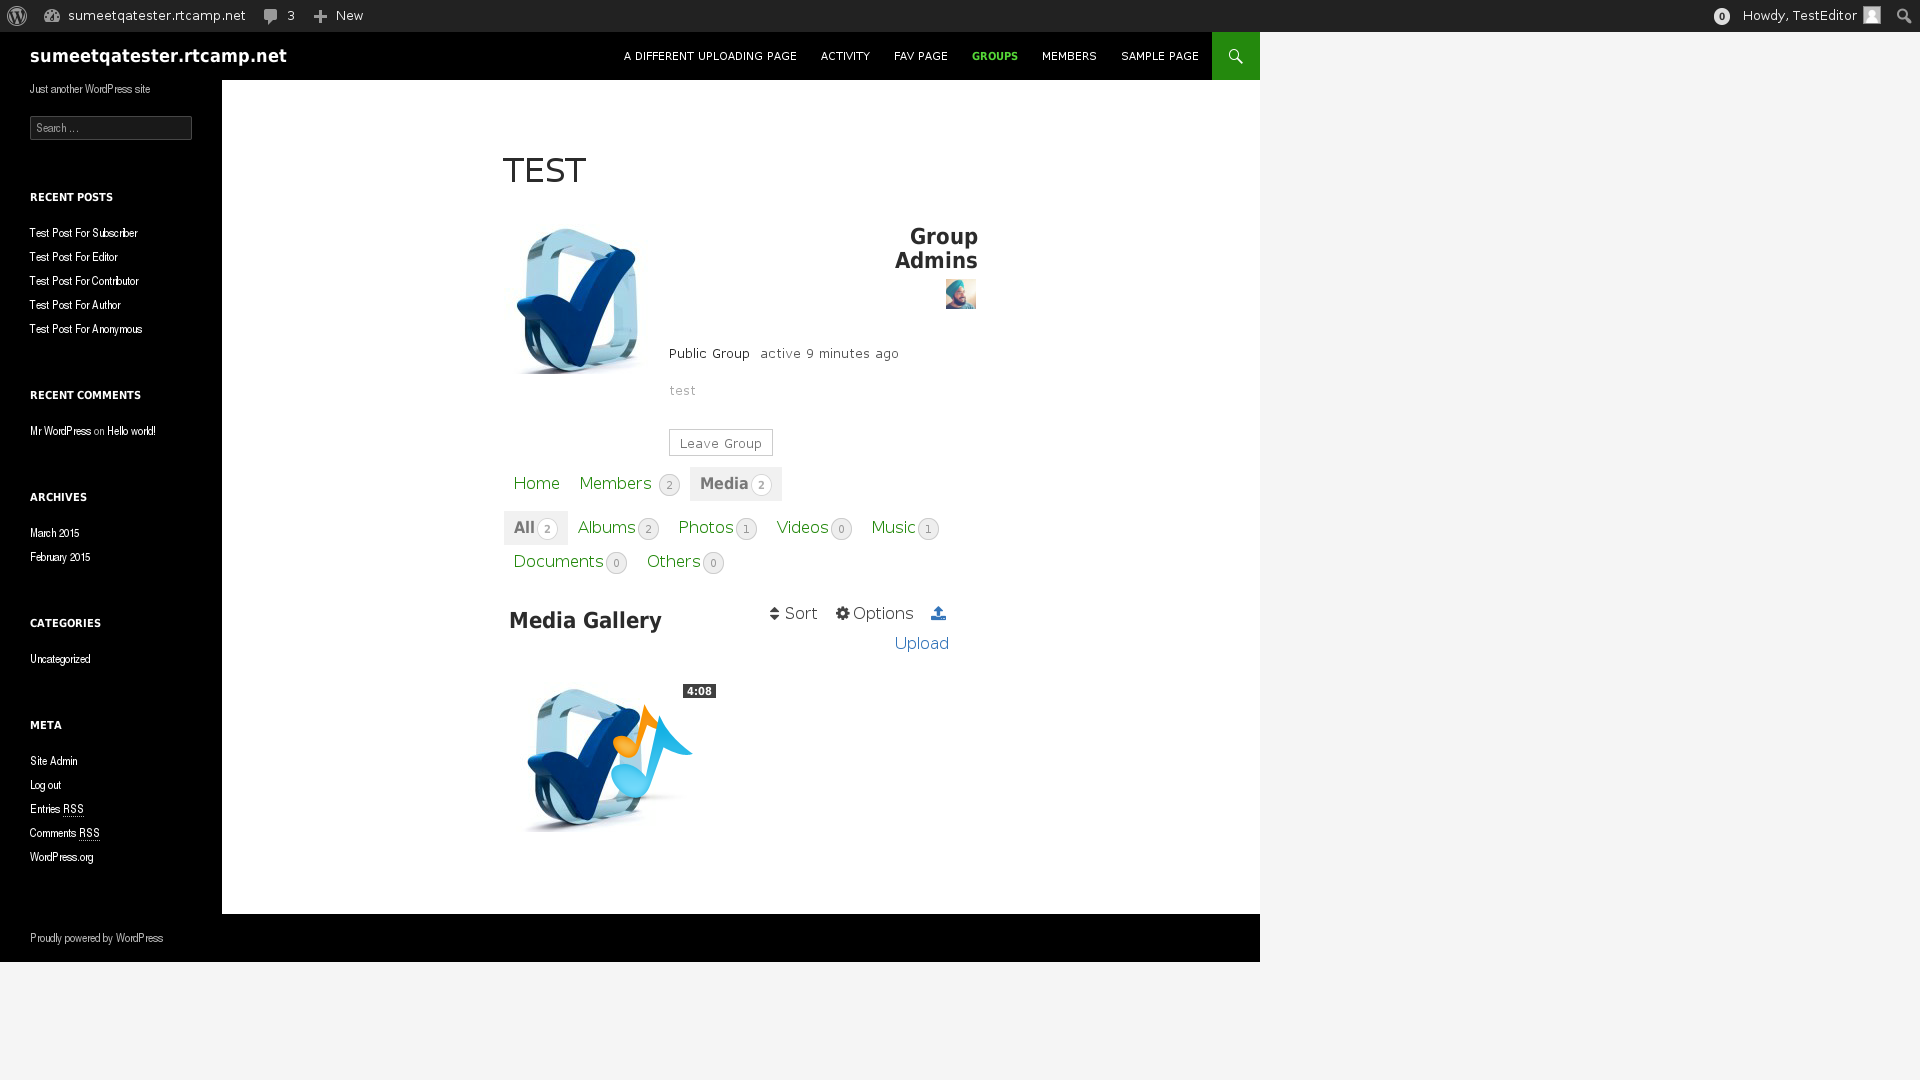 sumeetqatester.rtcamp.net 3 New 0 Howdy, TestEditor
sumeetqatester.rtcamp.net A DIFFERENT UPLOADING PAGE ACTIVITY FAV PAGE GROUPS MEMBERS SAMPLE PAGE
Just another WordPress site
Search ...
RECENT POSTS
Test Post For Subscriber
Test Post For Editor
Test Post For Contributor
Test Post For Author
Test Post For Anonymous
RECENT COMMENTS
Mr WordPress on Hello world!
ARCHIVES
March 2015
February 2015
CATEGORIES
Uncategorized
META
Site Admin
Log out
Entries RSS
Comments RSS
WordPress.org
TEST
Group
Admins
Public Group active 9 minutes ago
test
Leave Group
Home Members 2 Media 2
All 2 Albums 2 Photos 1 Videos 0 Music 1
Documents 0 Others 0
Media Gallery Sort Options
Upload
4:08
Proudly powered by WordPress